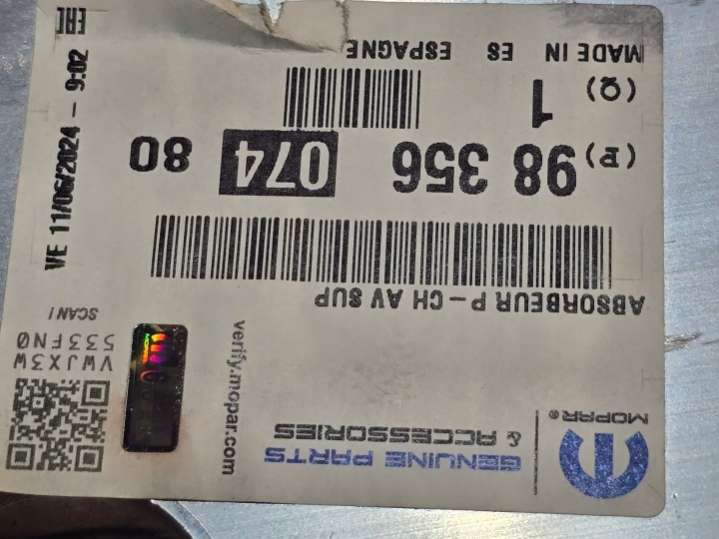 MOPAR®
GENUINE PARTS
& ACCESSORIES
verify.mopar.com
VWJX3W
533FN0
SCAN!
ABSORBEUR P-CH AV SUP
(P) 98 356 074 80
(Q) 1
MADE IN ES ESPAGNE
VE 11/06/2024 - 9:02
EAC